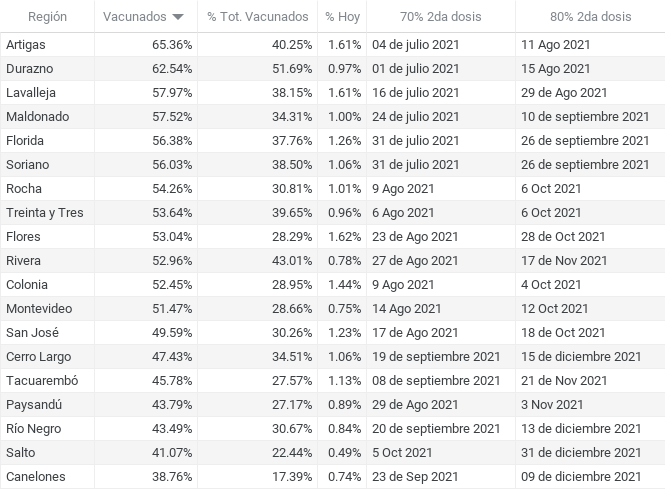 Región Vacunados % Tot. Vacunados % Hoy 70% 2da dosis 80% 2da dosis
Artigas 65.36% 40.25% 1.61% 04 de julio 2021 11 Ago 2021
Durazno 62.54% 51.69% 0.97% 01 de julio 2021 15 Ago 2021
Lavalleja 57.97% 38.15% 1.61% 16 de julio 2021 29 de Ago 2021
Maldonado 57.52% 34.31% 1.00% 24 de julio 2021 10 de septiembre 2021
Florida 56.38% 37.76% 1.26% 31 de julio 2021 26 de septiembre 2021
Soriano 56.03% 38.50% 1.06% 31 de julio 2021 26 de septiembre 2021
Rocha 54.26% 30.81% 1.01% 9 Ago 2021 6 Oct 2021
Treinta y Tres 53.64% 39.65% 0.96% 6 Ago 2021 6 Oct 2021
Flores 53.04% 28.29% 1.62% 23 de Ago 2021 28 de Oct 2021
Rivera 52.96% 43.01% 0.78% 27 de Ago 2021 17 de Nov 2021
Colonia 52.45% 28.95% 1.44% 9 Ago 2021 4 Oct 2021
Montevideo 51.47% 28.66% 0.75% 14 Ago 2021 12 Oct 2021
San José 49.59% 30.26% 1.23% 17 de Ago 2021 18 de Oct 2021
Cerro Largo 47.43% 34.51% 1.06% 19 de septiembre 2021 15 de diciembre 2021
Tacuarembó 45.78% 27.57% 1.13% 08 de septiembre 2021 21 de Nov 2021
Paysandú 43.79% 27.17% 0.89% 29 de Ago 2021 3 Nov 2021
Río Negro 43.49% 30.67% 0.84% 20 de septiembre 2021 13 de diciembre 2021
Salto 41.07% 22.44% 0.49% 5 Oct 2021 31 de diciembre 2021
Canelones 38.76% 17.39% 0.74% 23 de Sep 2021 09 de diciembre 2021